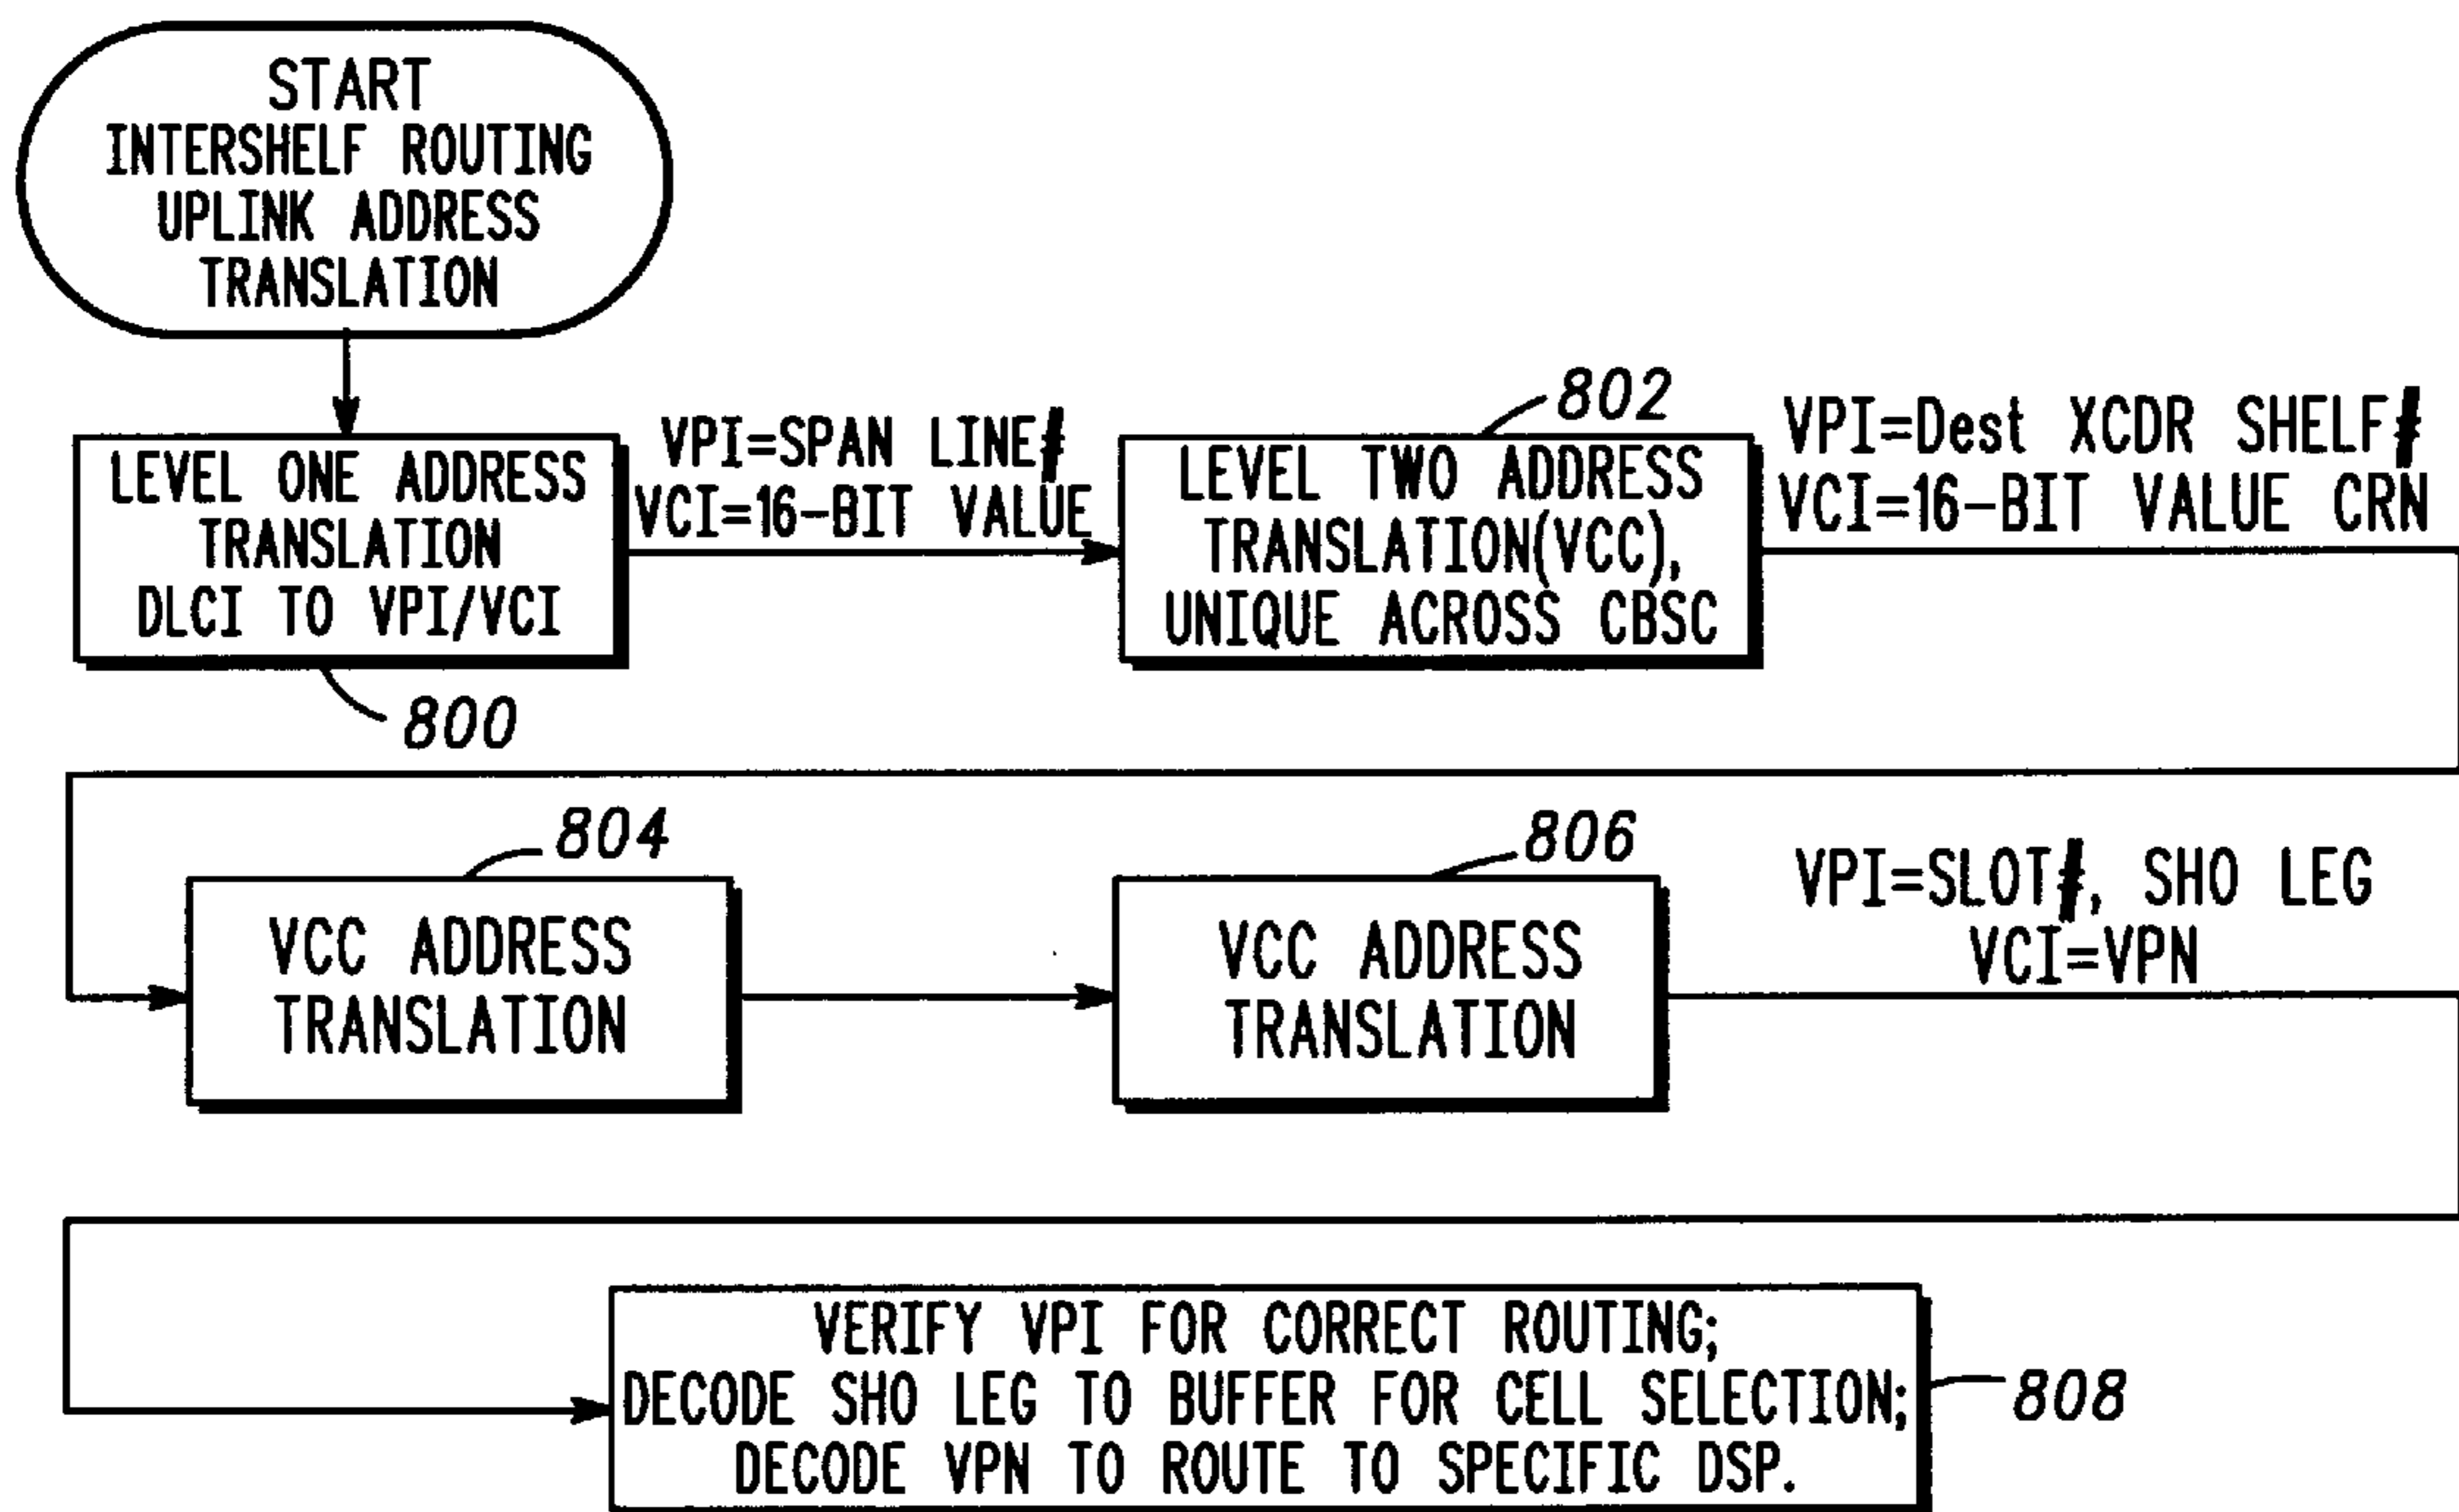 START
INTERSHELF ROUTING
UPLINK ADDRESS
TRANSLATION
LEVEL ONE ADDRESS
TRANSLATION
DLCI TO VPI/VCI
800
VPI=SPAN LINE#
VCI=16-BIT VALUE
802
LEVEL TWO ADDRESS
TRANSLATION(VCC),
UNIQUE ACROSS CBSC
VPI=Dest XCDR SHELF#
VCI=16-BIT VALUE CRN
804
VCC ADDRESS
TRANSLATION
806
VCC ADDRESS
TRANSLATION
VPI=SLOT#, SHO LEG
VCI=VPN
VERIFY VPI FOR CORRECT ROUTING;
DECODE SHO LEG TO BUFFER FOR CELL SELECTION;
DECODE VPN TO ROUTE TO SPECIFIC DSP.
808